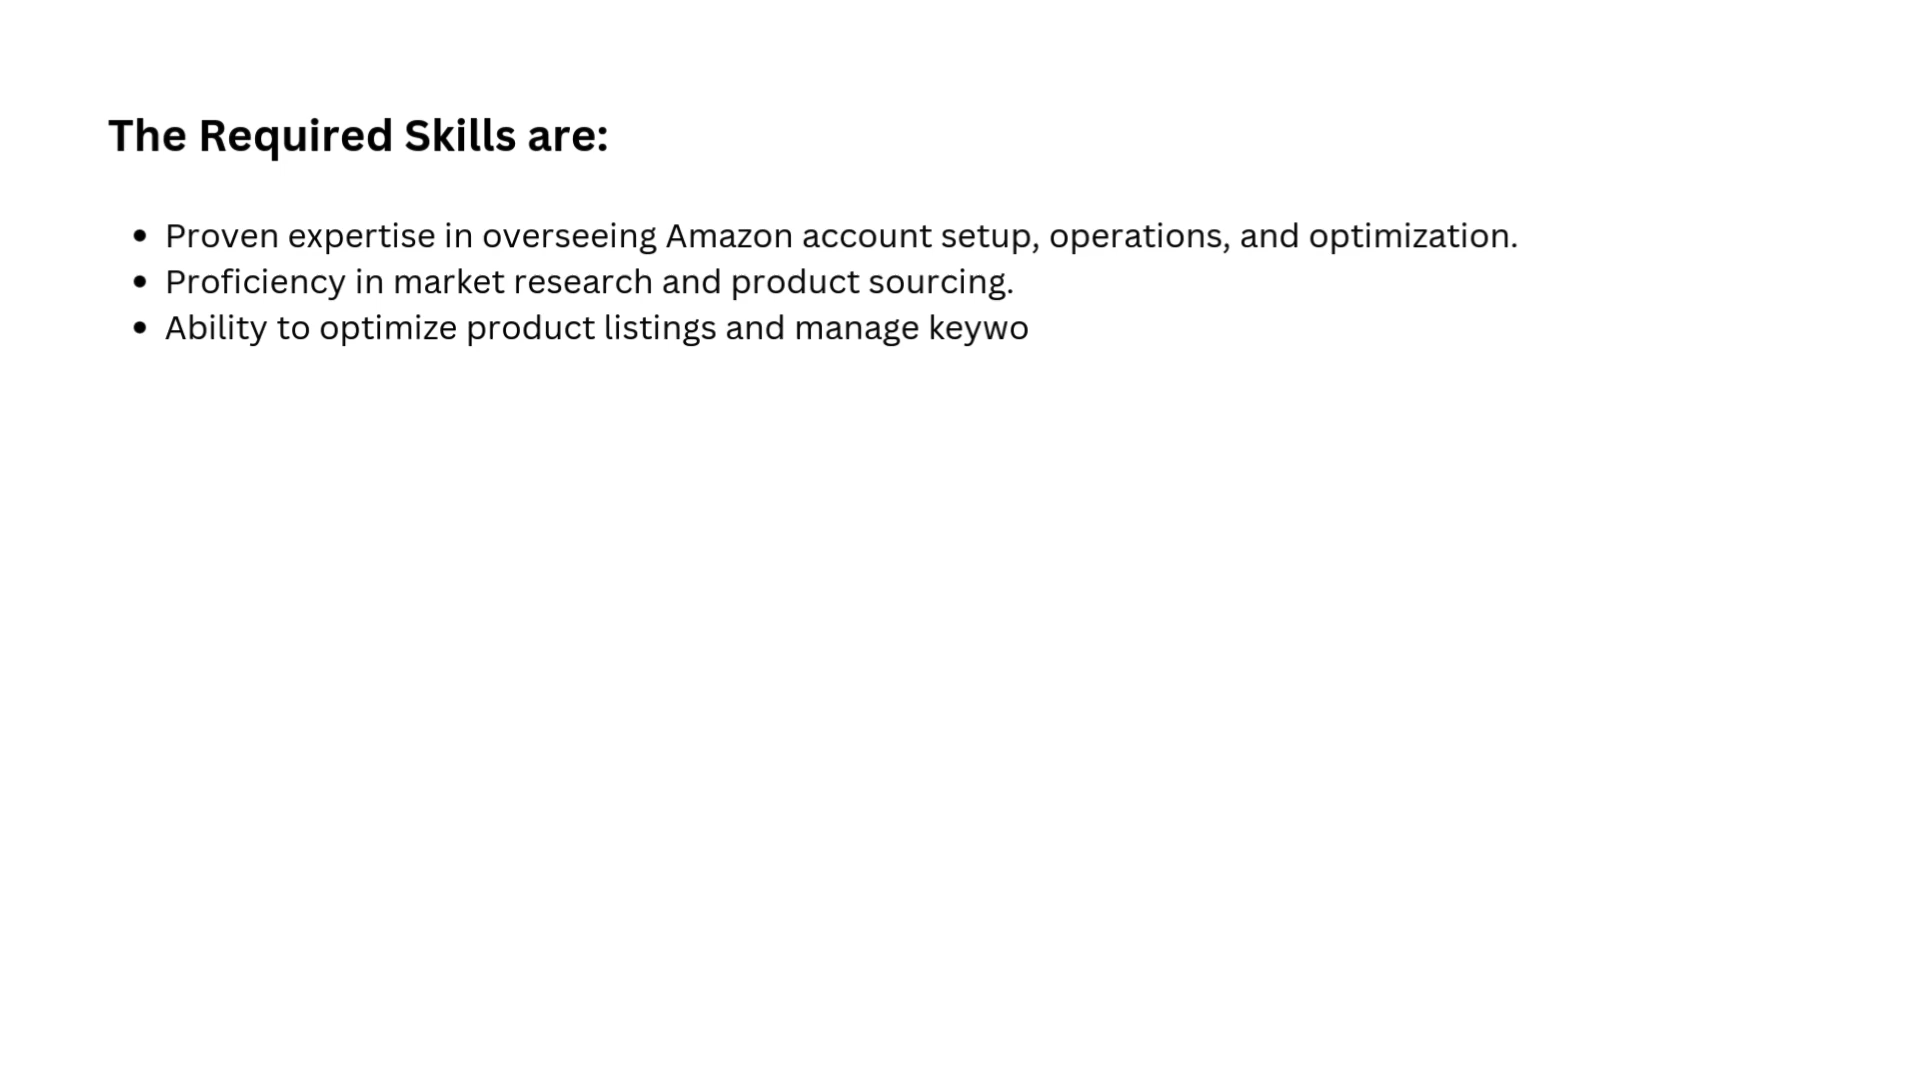 The Required Skills are:
• Proven expertise in overseeing Amazon account setup, operations, and optimization.
• Proficiency in market research and product sourcing.
• Ability to optimize product listings and manage keywo